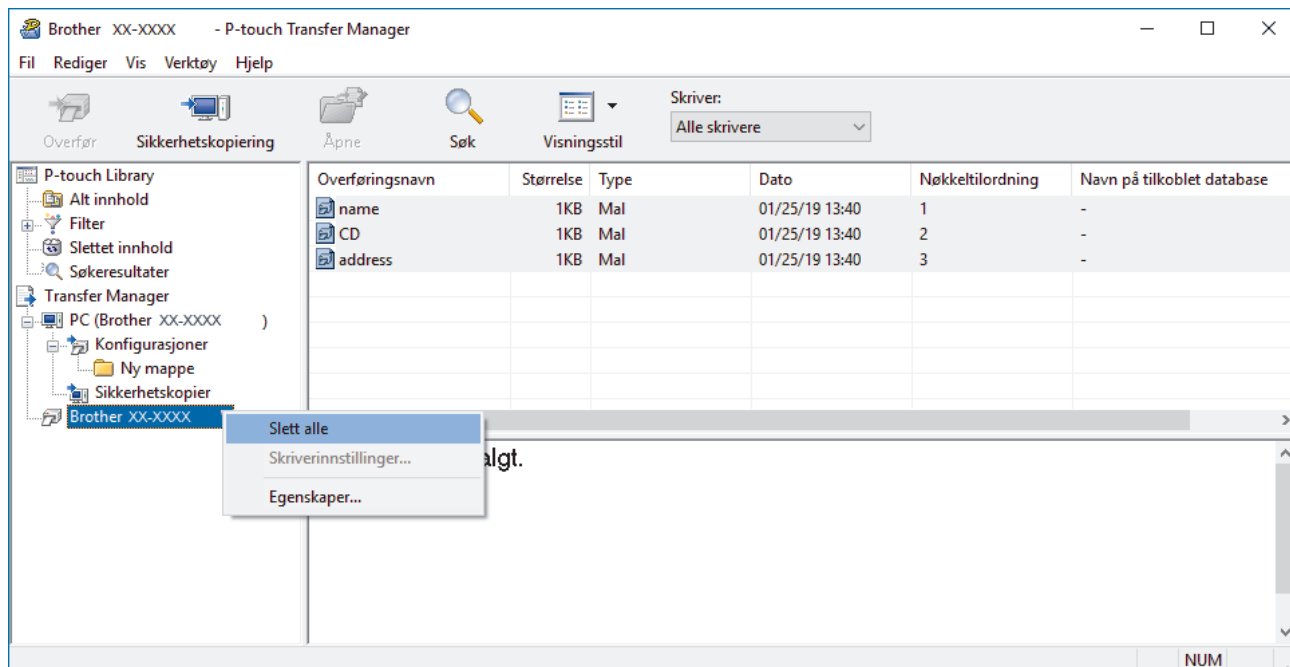 Brother XX-XXXX - P-touch Transfer Manager
Fil Rediger Vis Verktøy Hjelp
Skriver:
Alle skrivere
Overfør Sikkerhetskopiering Åpne Søk Visningsstil
P-touch Library
Alt innhold
Filter
Slettet innhold
Søkeresultater
Transfer Manager
PC (Brother XX-XXXX )
Konfigurasjoner
Ny mappe
Sikkerhetskopier
Brother XX-XXXX
Overføringsnavn Størrelse Type Dato Nøkkeltilordning Navn på tilkoblet database
name 1KB Mal 01/25/19 13:40 1 -
CD 1KB Mal 01/25/19 13:40 2 -
address 1KB Mal 01/25/19 13:40 3 -
Slett alle
Skriverinnstillinger...
Egenskaper...
algt.
NUM